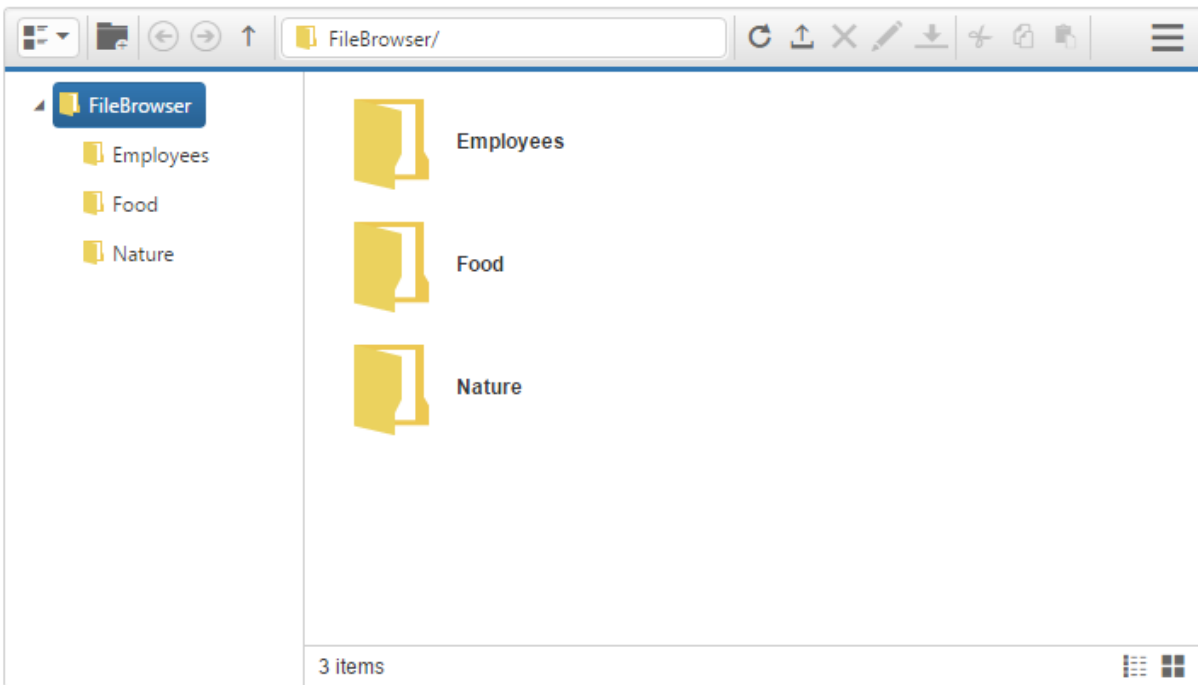 FileBrowser/
FileBrowser
Employees
Food
Nature
Employees
Food
Nature
3 items